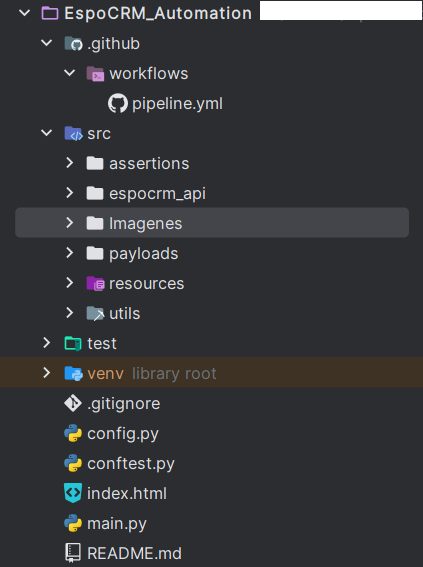 EspoCRM_Automation
.github
workflows
pipeline.yml
src
assertions
espocrm_api
Imagenes
payloads
resources
utils
test
venv library root
.gitignore
config.py
conftest.py
index.html
main.py
README.md